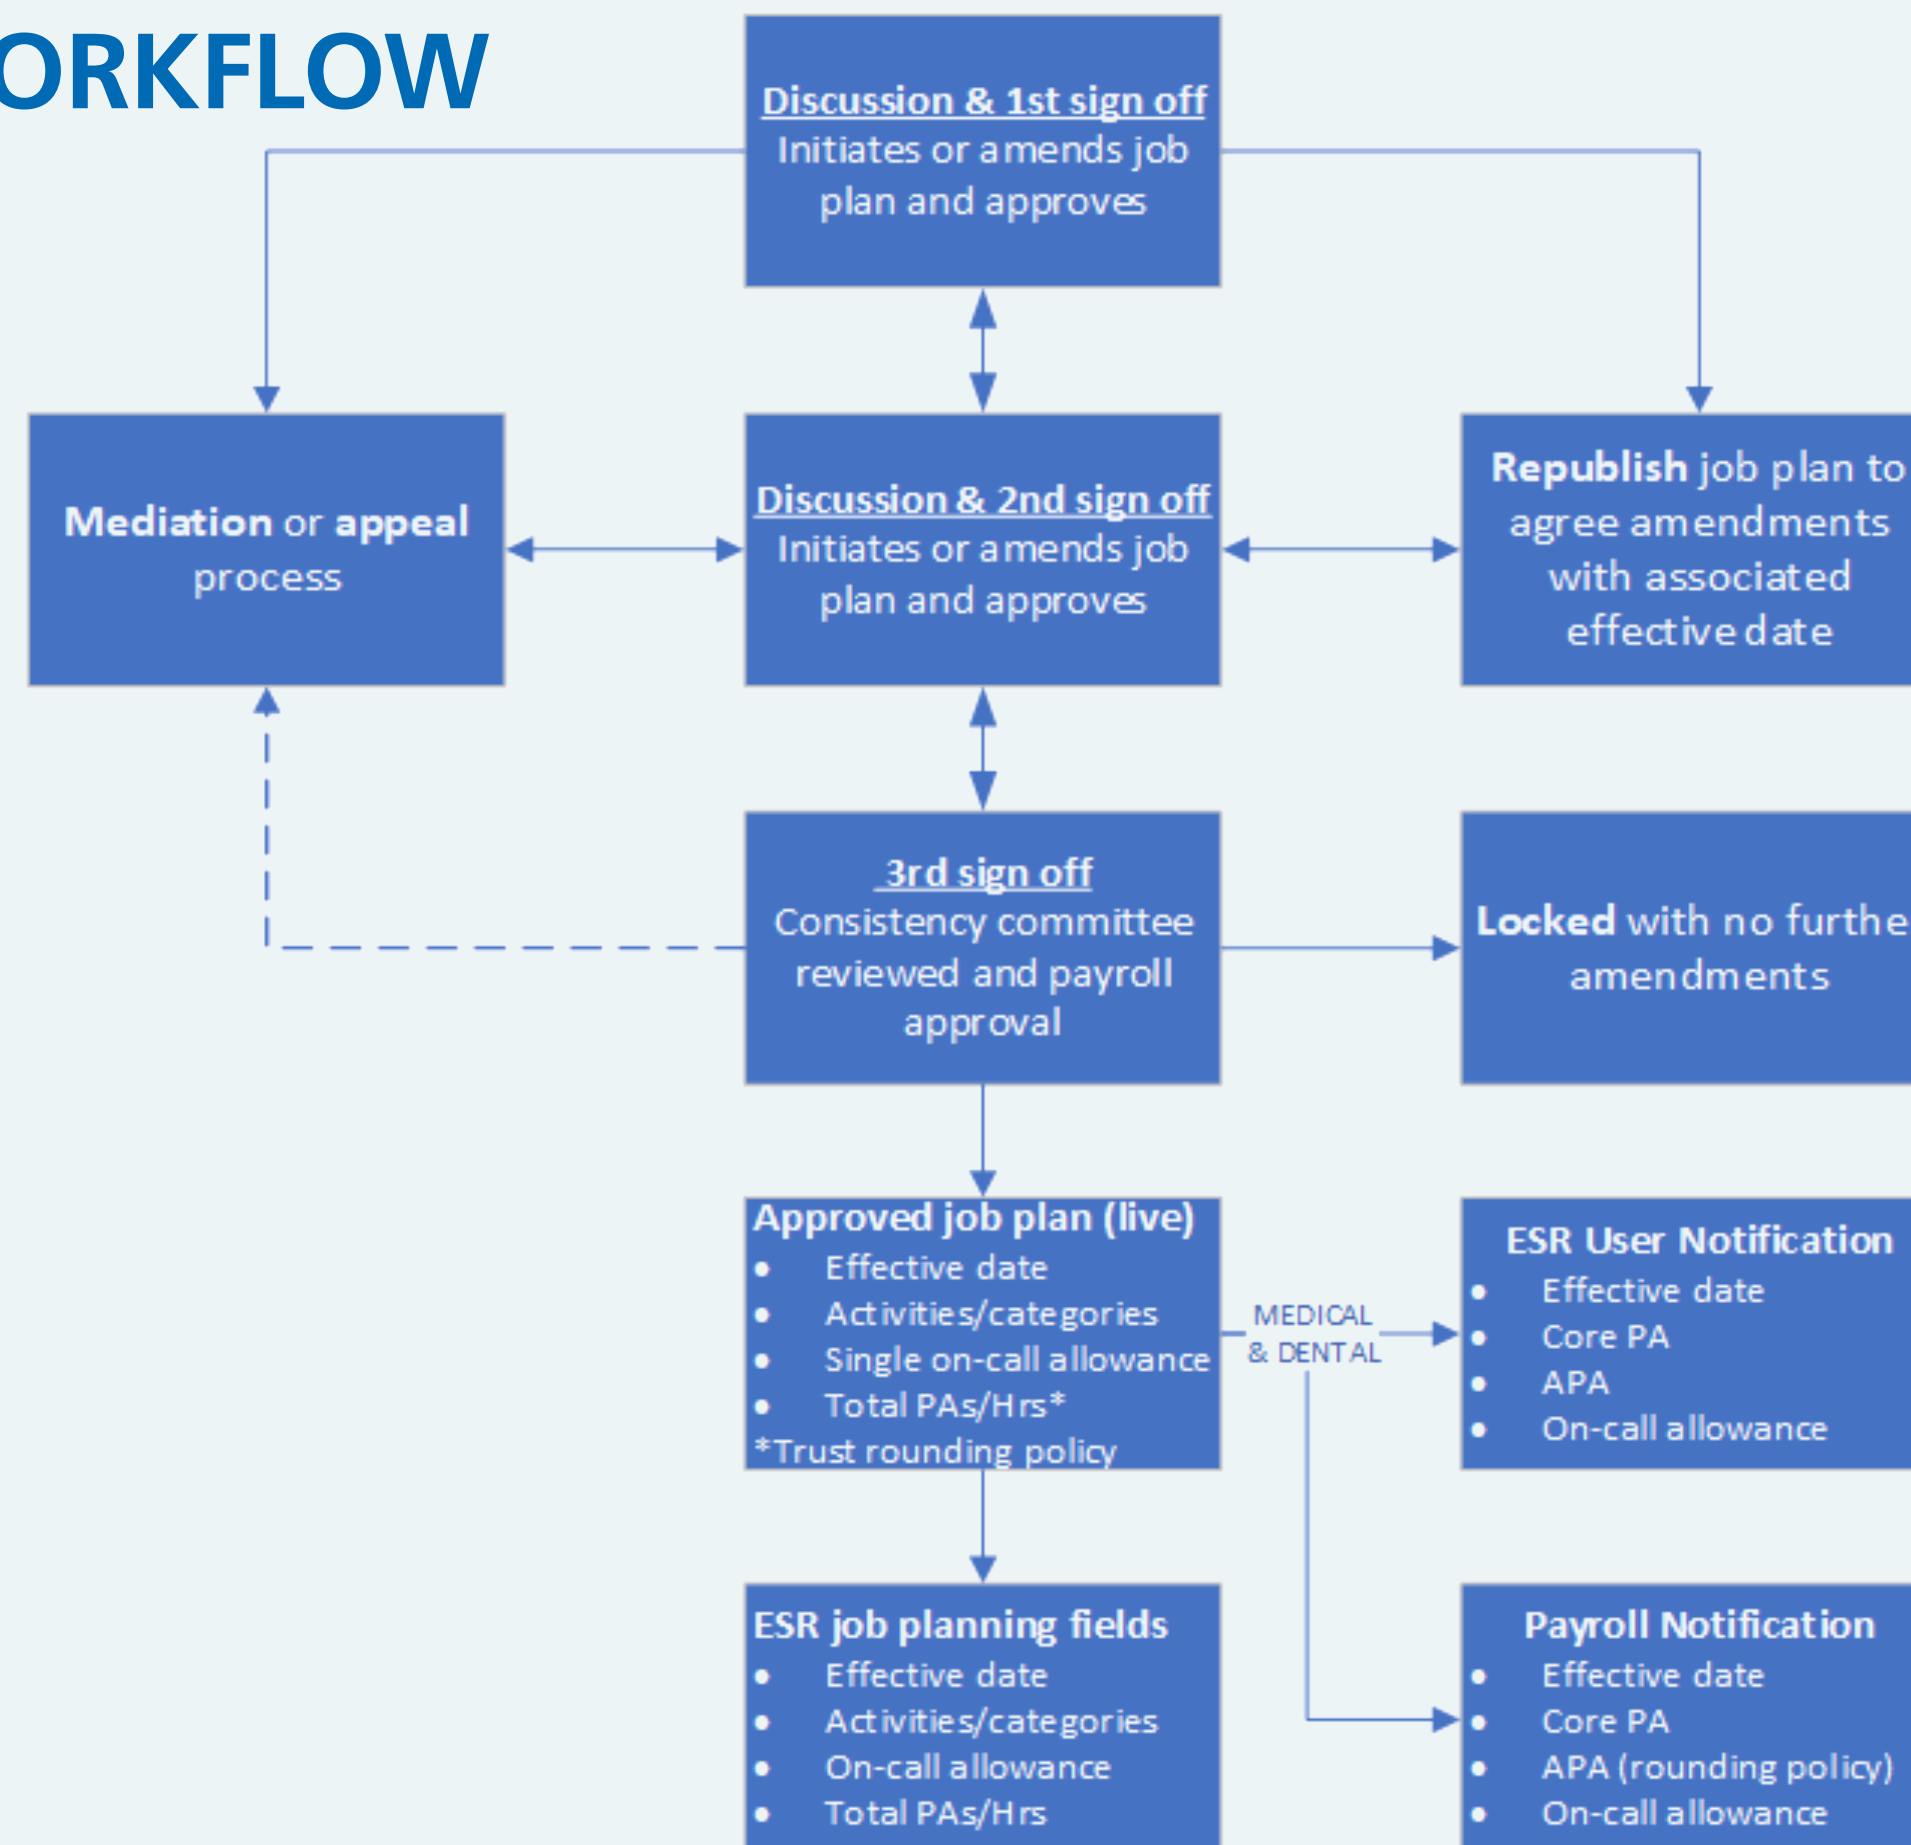 ORKFLOW
Discussion & 1st sign off
Initiates or amends job
plan and approves
Mediation or appeal
process
Discussion & 2nd sign off
Initiates or amends job
plan and approves
Republish job plan to
agree amendments
with associated
effective date
3rd sign off
Consistency committee
reviewed and payroll
approval
Locked with no furthe
amendments
Approved job plan (live)
• Effective date
• Activities/categories
• Single on-call allowance
• Total PAs/Hrs*
*Trust rounding policy
MEDICAL
& DENTAL
ESR User Notification
• Effective date
• Core PA
• APA
• On-call allowance
ESR job planning fields
• Effective date
• Activities/categories
• On-call allowance
• Total PAs/Hrs
Payroll Notification
• Effective date
• Core PA
• APA (rounding policy)
• On-call allowance